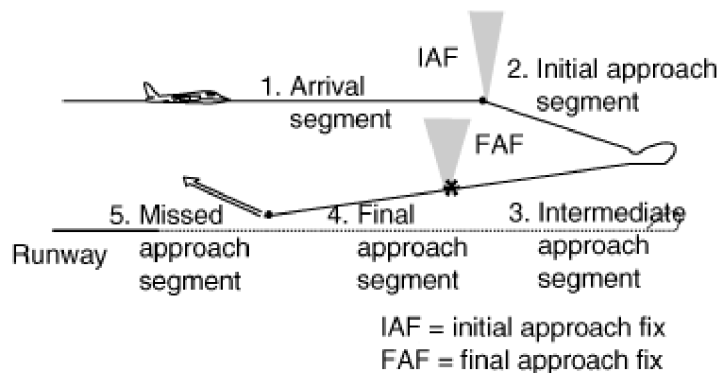 IAF
2. Initial approach
segment
1. Arrival
segment
FAF
5. Missed
approach
segment
4. Final
approach
segment
3. Intermediate
approach
segment
Runway
IAF = initial approach fix
FAF = final approach fix